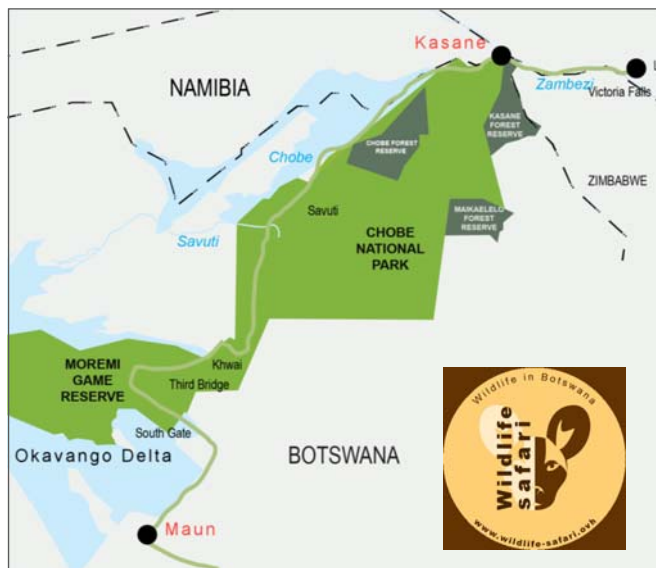 Kasane
NAMIBIA
Zambezi
L
Victoria Falls
KASANE
FOREST
RESERVE
CHOBE FOREST
RESERVE
Chobe
ZIMBABWE
Savuti
MAIKAELELO
FOREST
RESERVE
CHOBE
NATIONAL
PARK
Savuti
MOREMI
GAME
RESERVE
Khwai
Third Bridge
South Gate
Okavango Delta
BOTSWANA
Maun
Wildlife in Botswana
Wildlife
safari
www.wildlife-safari.ovh